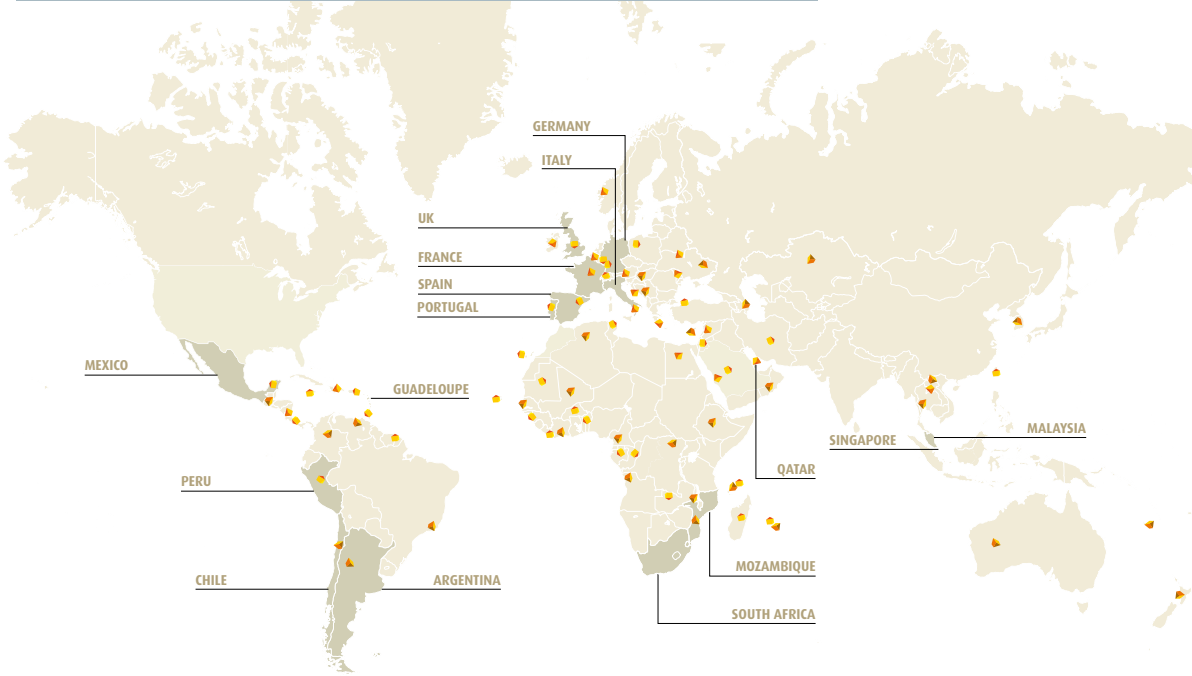 GERMANY
ITALY
UK
FRANCE
SPAIN
PORTUGAL
MEXICO
GUADELOUPE
MALAYSIA
SINGAPORE
QATAR
PERU
MOZAMBIQUE
CHILE
ARGENTINA
SOUTH AFRICA